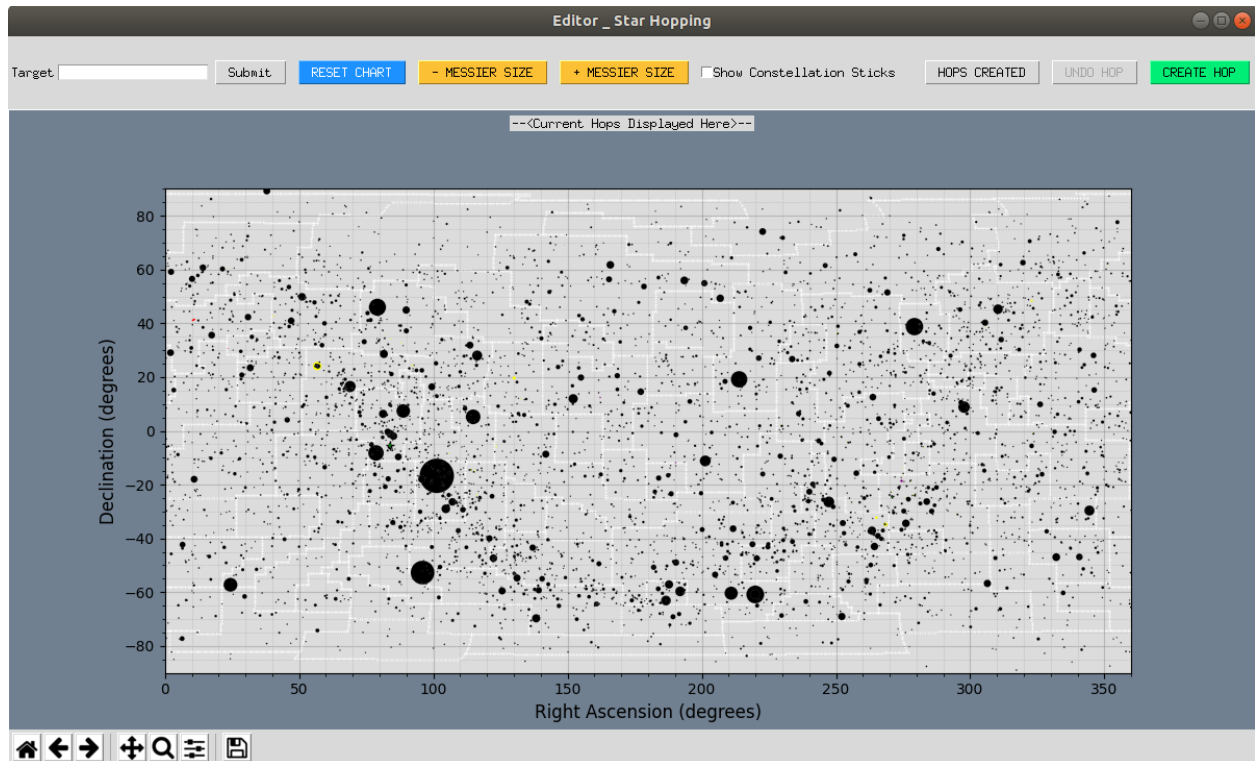 Editor _ Star Hopping
Target Submit RESET CHART - MESSIER SIZE + MESSIER SIZE Show Constellation Sticks HOPS CREATED UNDO HOP CREATE HOP
--<Current Hops Displayed Here>--
80
60
40
20
0
−20
−40
−60
−80
Declination (degrees)
0 50 100 150 200 250 300 350
Right Ascension (degrees)